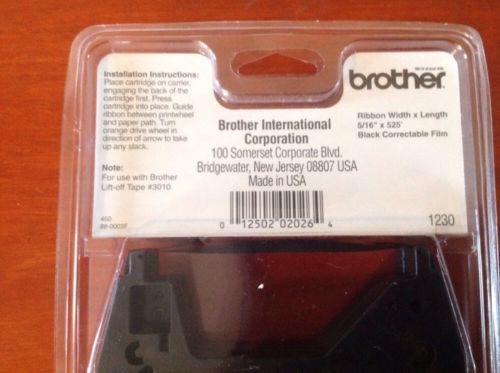 Installation Instructions:
Place cartridge on carrier,
engaging the back of the
cartridge first. Press
cartridge into place. Guide
ribbon between printwheel
and paper path. Turn
orange drive wheel in
direction of arrow to take
up any slack.
Note:
For use with Brother
Lift-off Tape #3010.
450
88-0003F
Brother International
Corporation
100 Somerset Corporate Blvd.
Bridgewater, New Jersey 08807 USA
Made in USA
0 12502 02026 4
brother
Ribbon Width x Length
5/16" x 525'
Black Correctable Film
1230